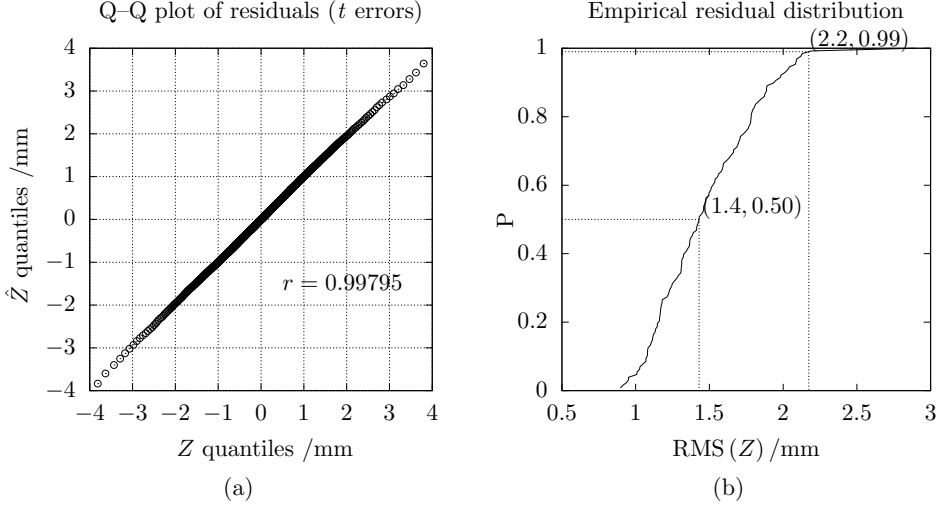 Q–Q plot of residuals (t errors)
4
3
2
1
0
−1
−2
−3
−4
−4 −3 −2 −1 0 1 2 3 4
Ẑ quantiles /mm
r = 0.99795
Z quantiles /mm
(a)
Empirical residual distribution
(2.2, 0.99)
1
0.8
0.6
0.4
0.2
0
P
(1.4, 0.50)
0.5 1 1.5 2 2.5 3
RMS (Z) /mm
(b)